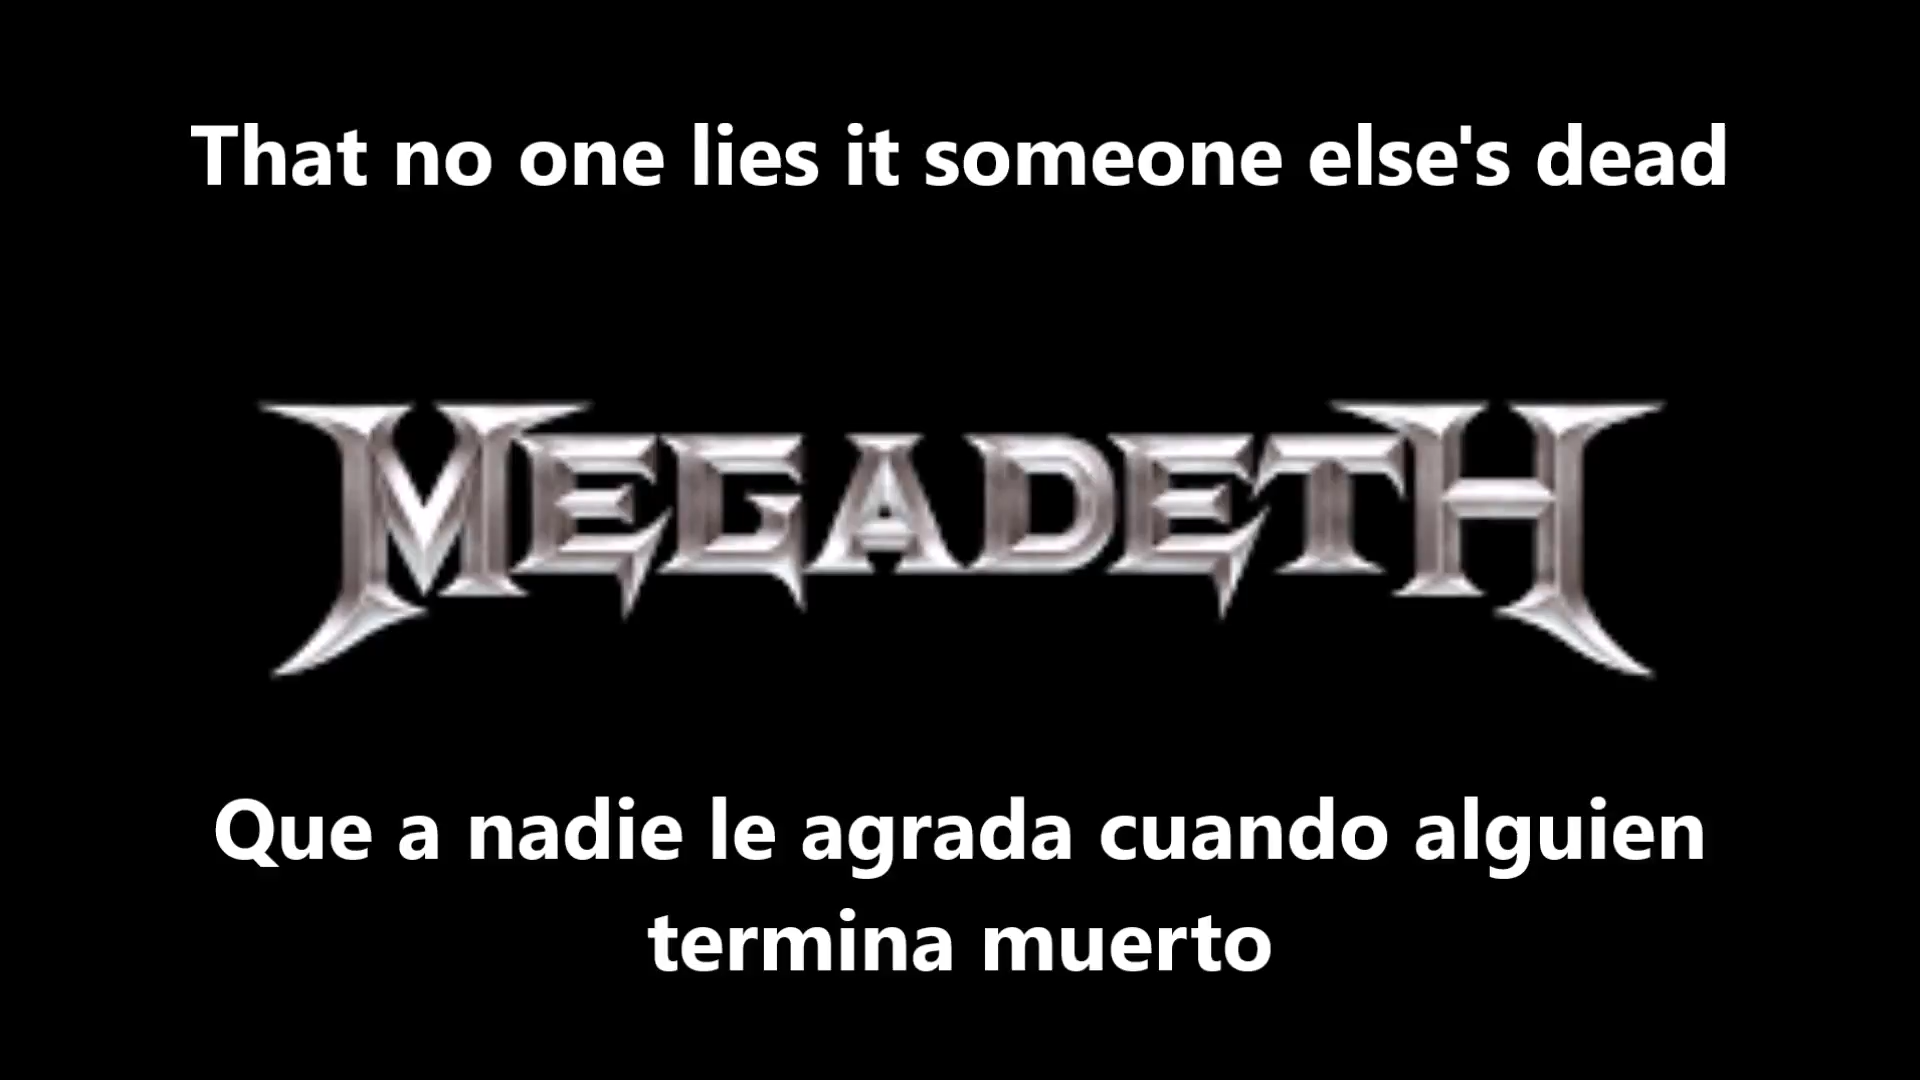 That no one lies it someone else's dead
MEGADETH
Que a nadie le agrada cuando alguien
termina muerto